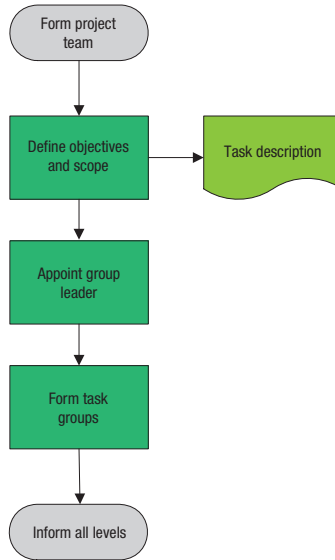 Form project
team
Define objectives
and scope
Task description
Appoint group
leader
Form task
groups
Inform all levels